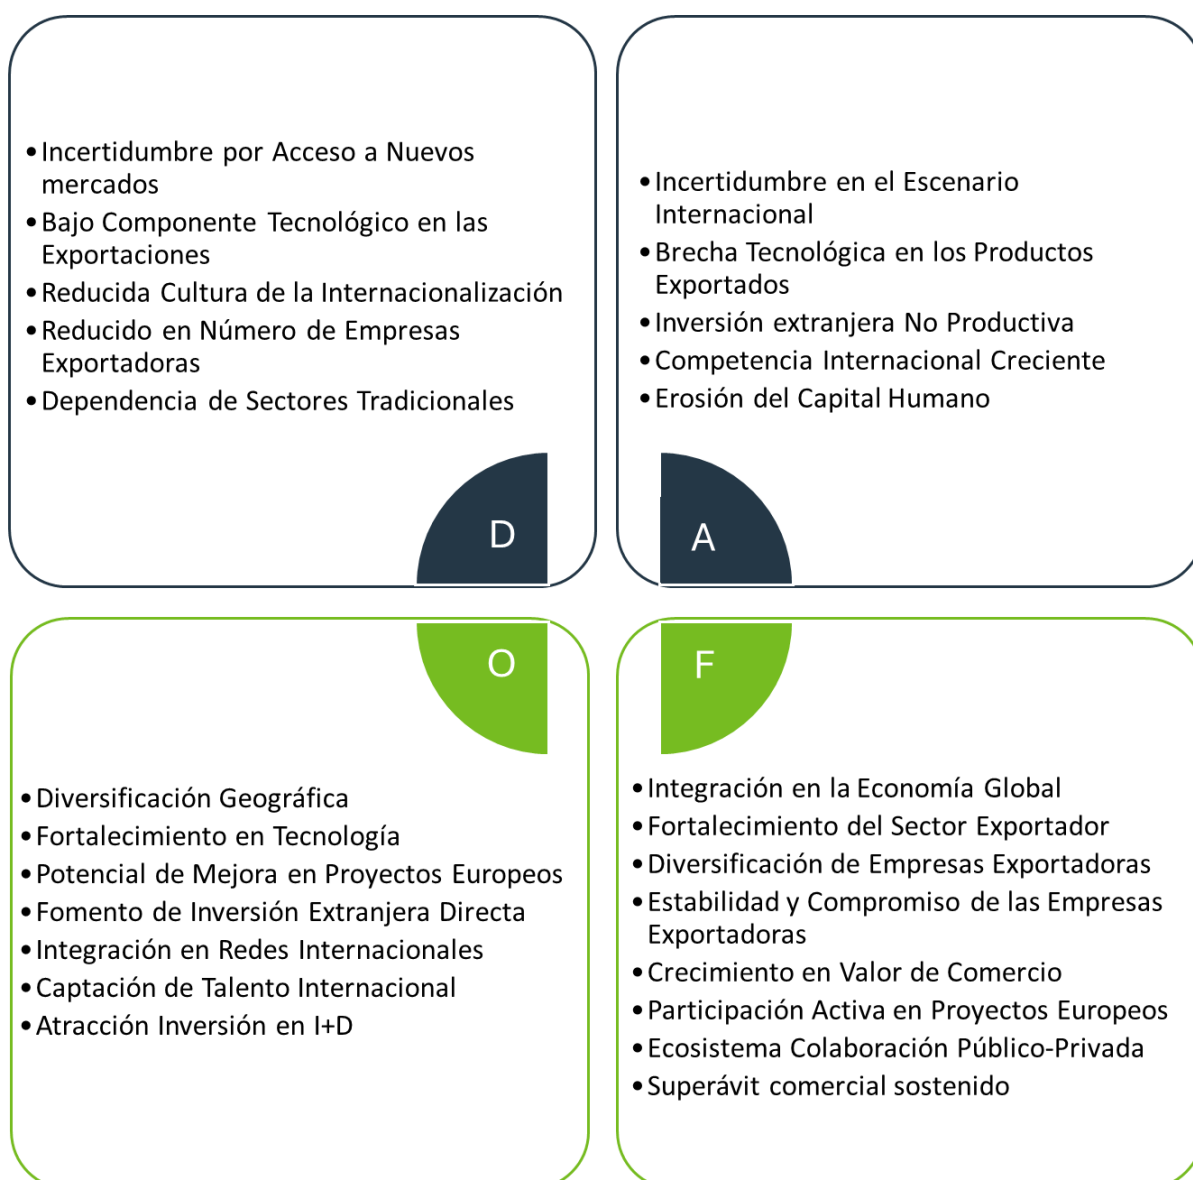 •Incertidumbre por Acceso a Nuevos
mercados
•Bajo Componente Tecnológico en las
Exportaciones
•Reducida Cultura de la Internacionalización
•Reducido en Número de Empresas
Exportadoras
•Dependencia de Sectores Tradicionales
D
•Incertidumbre en el Escenario
Internacional
•Brecha Tecnológica en los Productos
Exportados
•Inversión extranjera No Productiva
•Competencia Internacional Creciente
•Erosión del Capital Humano
A
O
•Diversificación Geográfica
•Fortalecimiento en Tecnología
•Potencial de Mejora en Proyectos Europeos
•Fomento de Inversión Extranjera Directa
•Integración en Redes Internacionales
•Captación de Talento Internacional
•Atracción Inversión en I+D
F
•Integración en la Economía Global
•Fortalecimiento del Sector Exportador
•Diversificación de Empresas Exportadoras
•Estabilidad y Compromiso de las Empresas
Exportadoras
•Crecimiento en Valor de Comercio
•Participación Activa en Proyectos Europeos
•Ecosistema Colaboración Público-Privada
•Superávit comercial sostenido